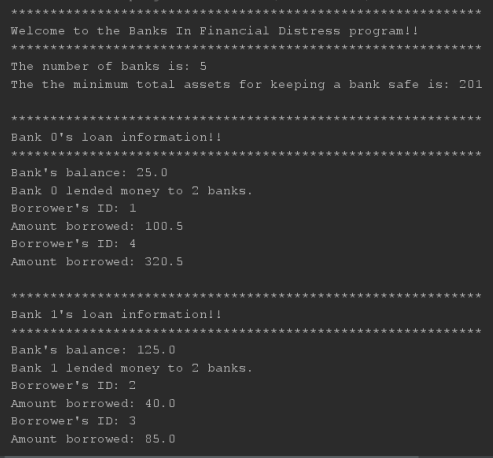 ************************************************************
Welcome to the Banks In Financial Distress program!!
************************************************************
The number of banks is: 5
The the minimum total assets for keeping a bank safe is: 201
************************************************************
Bank 0's loan information!!
************************************************************
Bank's balance: 25.0
Bank 0 lended money to 2 banks.
Borrower's ID: 1
Amount borrowed: 100.5
Borrower's ID: 4
Amount borrowed: 320.5
************************************************************
Bank 1's loan information!!
************************************************************
Bank's balance: 125.0
Bank 1 lended money to 2 banks.
Borrower's ID: 2
Amount borrowed: 40.0
Borrower's ID: 3
Amount borrowed: 85.0